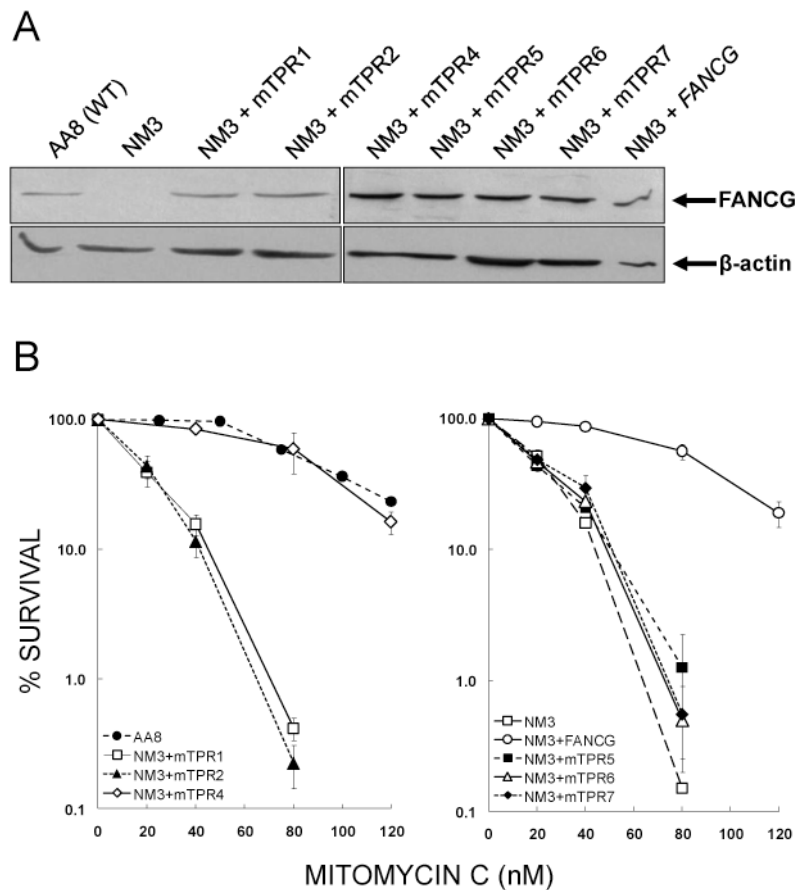 A
AA8 (WT)
NM3
NM3 + mTPR1
NM3 + mTPR2
NM3 + mTPR4
NM3 + mTPR5
NM3 + mTPR6
NM3 + mTPR7
NM3 + FANCG
FANCG
β-actin
B
% SURVIVAL
100.0
10.0
1.0
0.1
0 20 40 60 80 100 120
AA8
NM3+mTPR1
NM3+mTPR2
NM3+mTPR4
100.0
10.0
1.0
0.1
0 20 40 60 80 100 120
NM3
NM3+FANCG
NM3+mTPR5
NM3+mTPR6
NM3+mTPR7
MITOMYCIN C (nM)